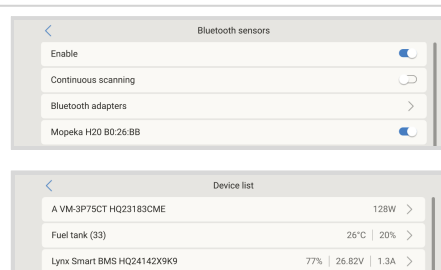 Bluetooth sensors
Enable
Continuous scanning
Bluetooth adapters
Mopeka H20 B0:26:BB
Device list
A VM-3P75CT HQ23183CME 128W
Fuel tank (33) 26°C 20%
Lynx Smart BMS HQ24142X9K9 77% 26.82V 1.3A